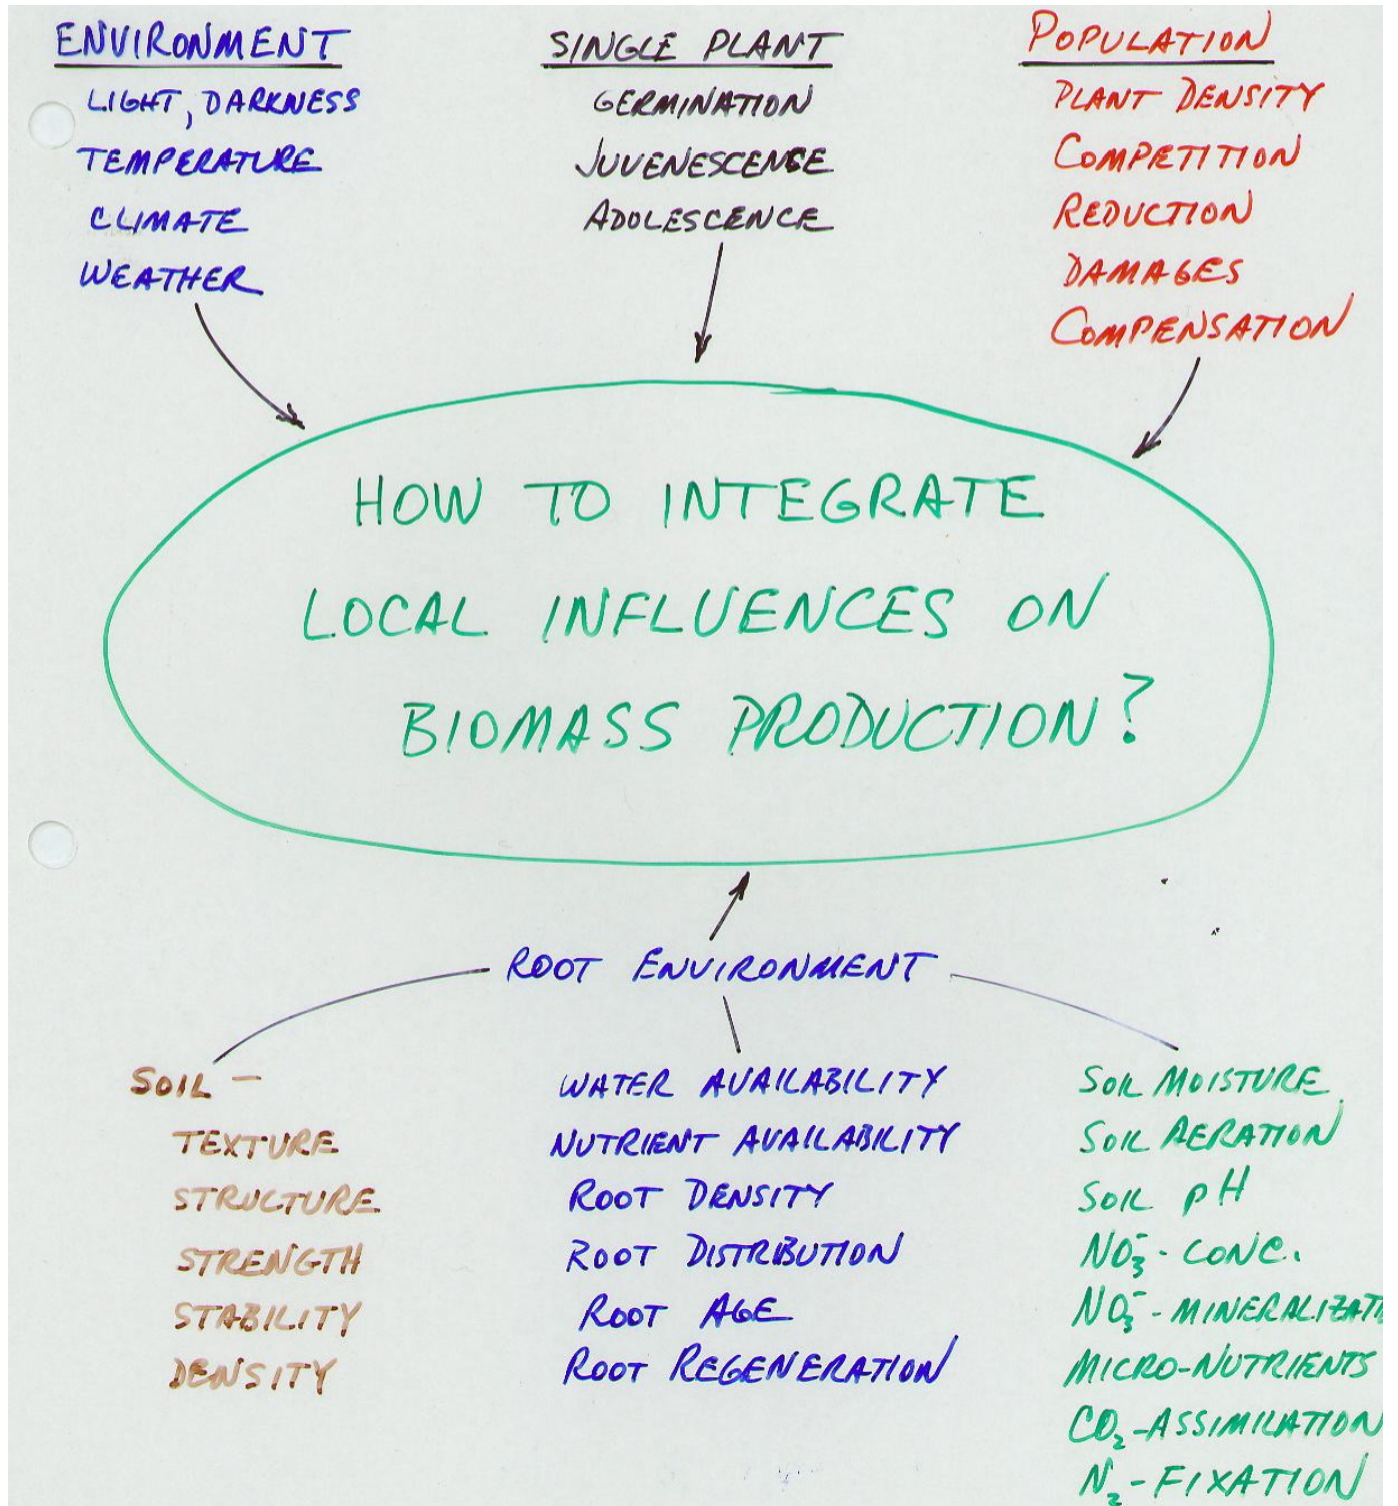 ENVIRONMENT
LIGHT, DARKNESS
TEMPERATURE
CLIMATE
WEATHER
SINGLE PLANT
GERMINATION
JUVENESCENCE
ADOLESCENCE
POPULATION
PLANT DENSITY
COMPETITION
REDUCTION
DAMAGES
COMPENSATION
HOW TO INTEGRATE
LOCAL INFLUENCES ON
BIOMASS PRODUCTION?
ROOT ENVIRONMENT
SOIL -
TEXTURE
STRUCTURE
STRENGTH
STABILITY
DENSITY
WATER AVAILABILITY
NUTRIENT AVAILABILITY
ROOT DENSITY
ROOT DISTRIBUTION
ROOT AGE
ROOT REGENERATION
SOIL MOISTURE
SOIL AERATION
SOIL pH
NO₃⁻- CONC.
NO₃⁻- MINERALIZATI
MICRO-NUTRIENTS
CO₂-ASSIMILATION
N₂-FIXATION